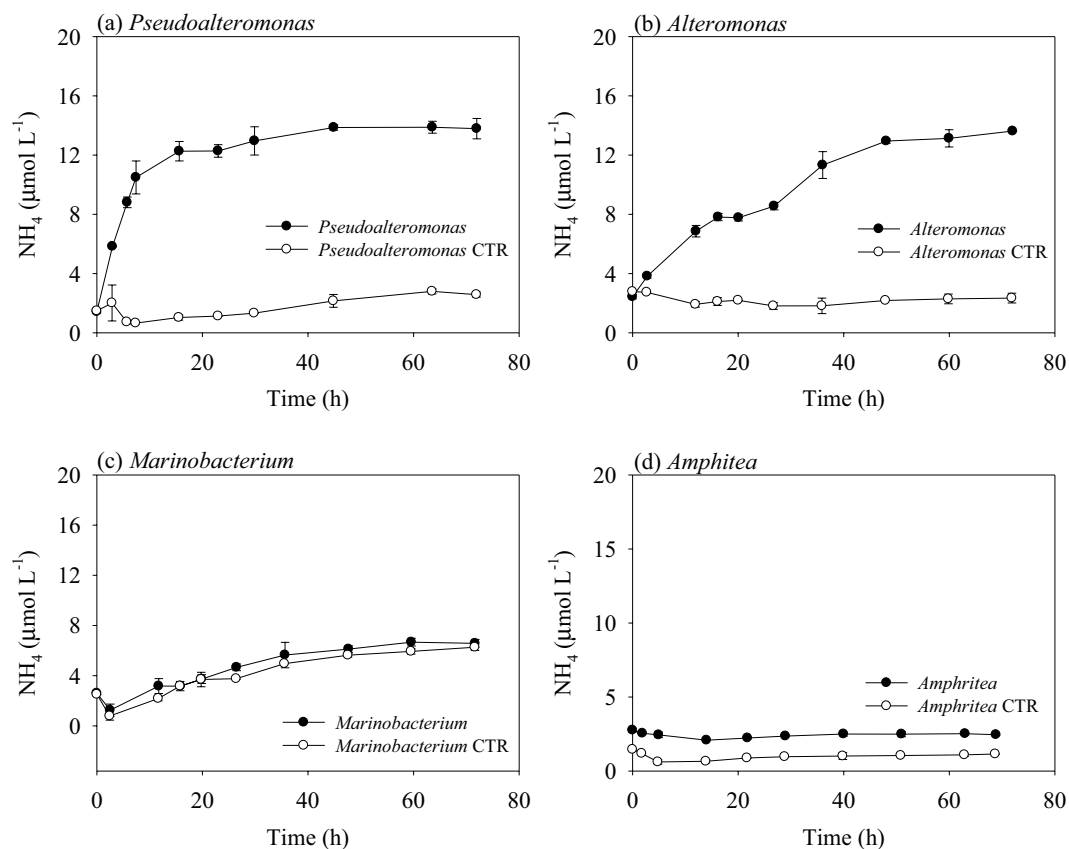 (a) Pseudoalteromonas
20
16
12
8
4
0
NH4 (µmol L-1)
Pseudoalteromonas
Pseudoalteromonas CTR
0 20 40 60 80
Time (h)
(b) Alteromonas
20
16
12
8
4
0
NH4 (µmol L-1)
Alteromonas
Alteromonas CTR
0 20 40 60 80
Time (h)
(c) Marinobacterium
20
16
12
8
4
0
NH4 (µmol L-1)
Marinobacterium
Marinobacterium CTR
0 20 40 60 80
Time (h)
(d) Amphitea
20
15
10
5
0
NH4 (µmol L-1)
Amphritea
Amphritea CTR
0 20 40 60 80
Time (h)